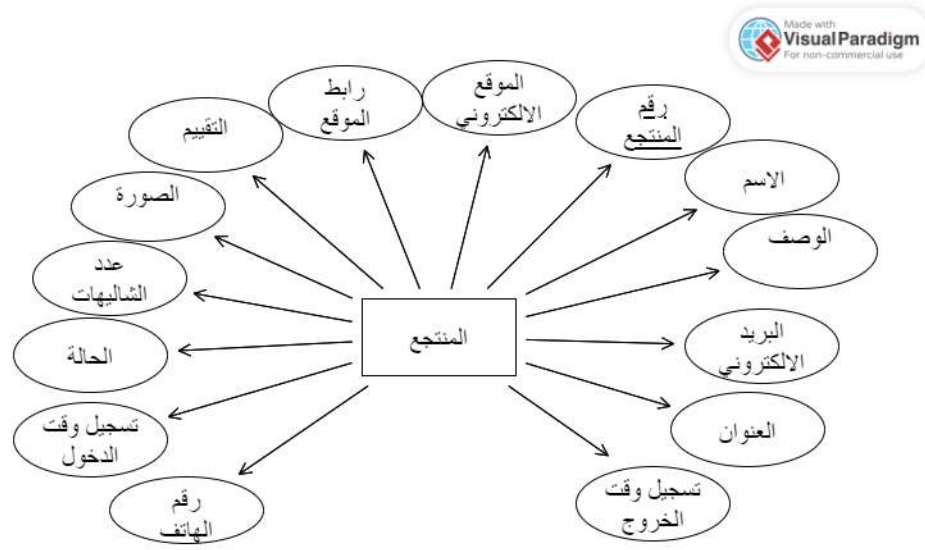 Made with
Visual Paradigm
For non-commercial use
رقم
المنتجع
الموقع
الالكتروني
رابط
الموقع
التقييم
الاسم
الصورة
الوصف
عدد
الشاليهات
البريد
الالكتروني
المنتجع
الحالة
العنوان
تسجيل وقت
الدخول
تسجيل وقت
الخروج
رقم
الهاتف